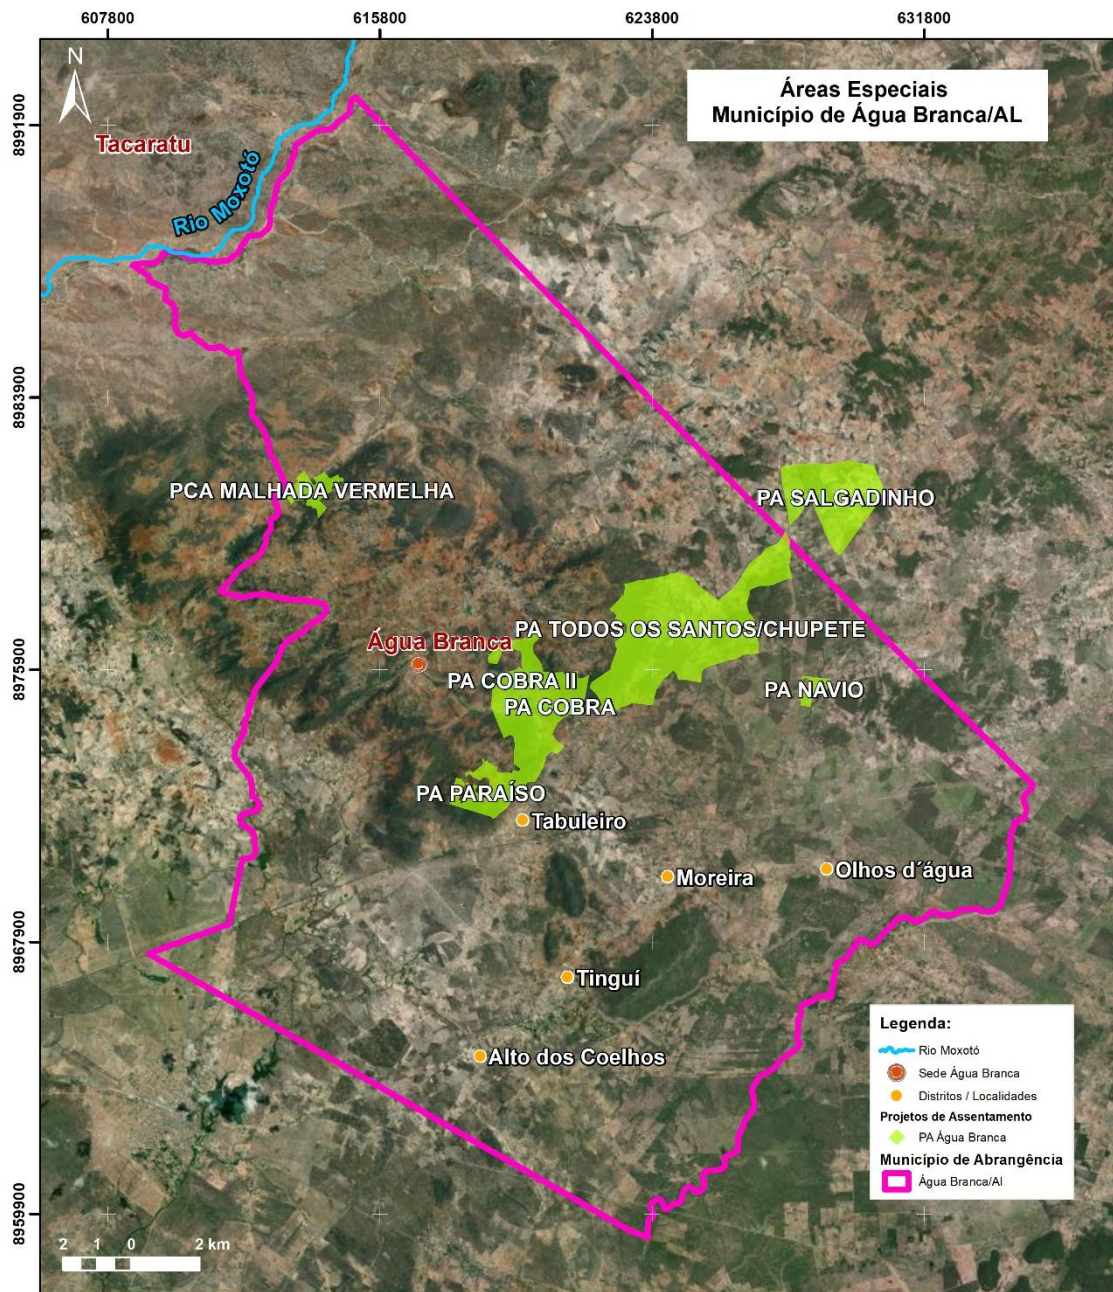 607800
615800
623800
631800
N
Áreas Especiais
Município de Água Branca/AL
8991900
Tacaratu
Rio Moxotó
8983900
PCA MALHADA VERMELHA
PA SALGADINHO
PA TODOS OS SANTOS/CHUPETE
Água Branca
8975900
PA COBRA II
PA NAVIO
PA COBRA
PA PARAÍSO
Tabuleiro
Moreira
Olhos d´água
8967900
Tinguí
Alto dos Coelhos
Legenda:
Rio Moxotó
Sede Água Branca
Distritos / Localidades
Projetos de Assentamento
PA Água Branca
Município de Abrangência
Água Branca/Al
8959900
2 1 0 2 km